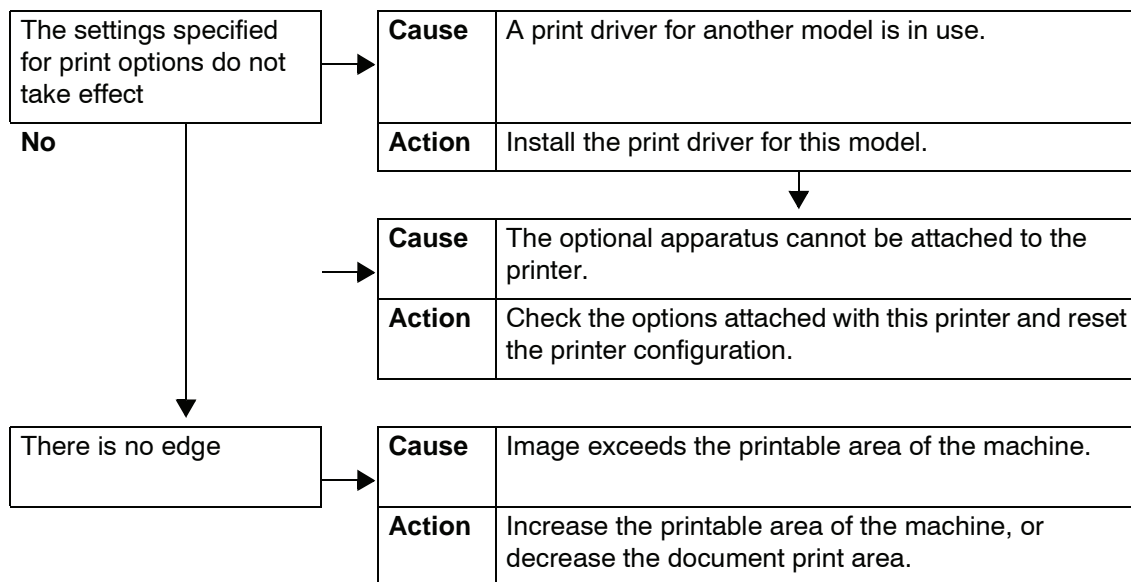 The settings specified
for print options do not
take effect
No
Cause
A print driver for another model is in use.
Action
Install the print driver for this model.
Cause
The optional apparatus cannot be attached to the
printer.
Action
Check the options attached with this printer and reset
the printer configuration.
There is no edge
Cause
Image exceeds the printable area of the machine.
Action
Increase the printable area of the machine, or
decrease the document print area.